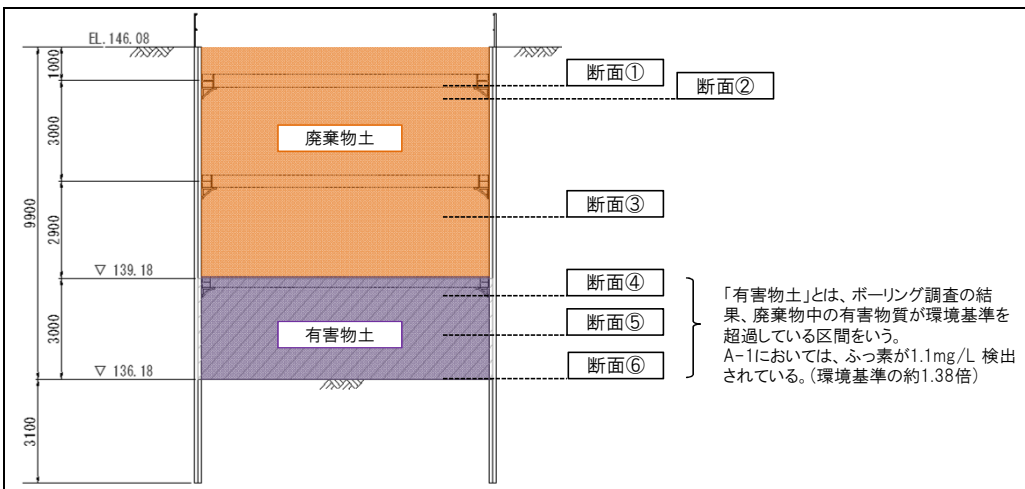 EL.146.08
1000
3000
2900
9900
3000
3100
▽ 139.18
▽ 136.18
廃棄物土
有害物土
断面①
断面②
断面③
断面④
断面⑤
断面⑥
「有害物土」とは、ボーリング調査の結
果、廃棄物中の有害物質が環境基準を
超過している区間をいう。
A-1においては、ふっ素が1.1mg/L 検出
されている。(環境基準の約1.38倍)